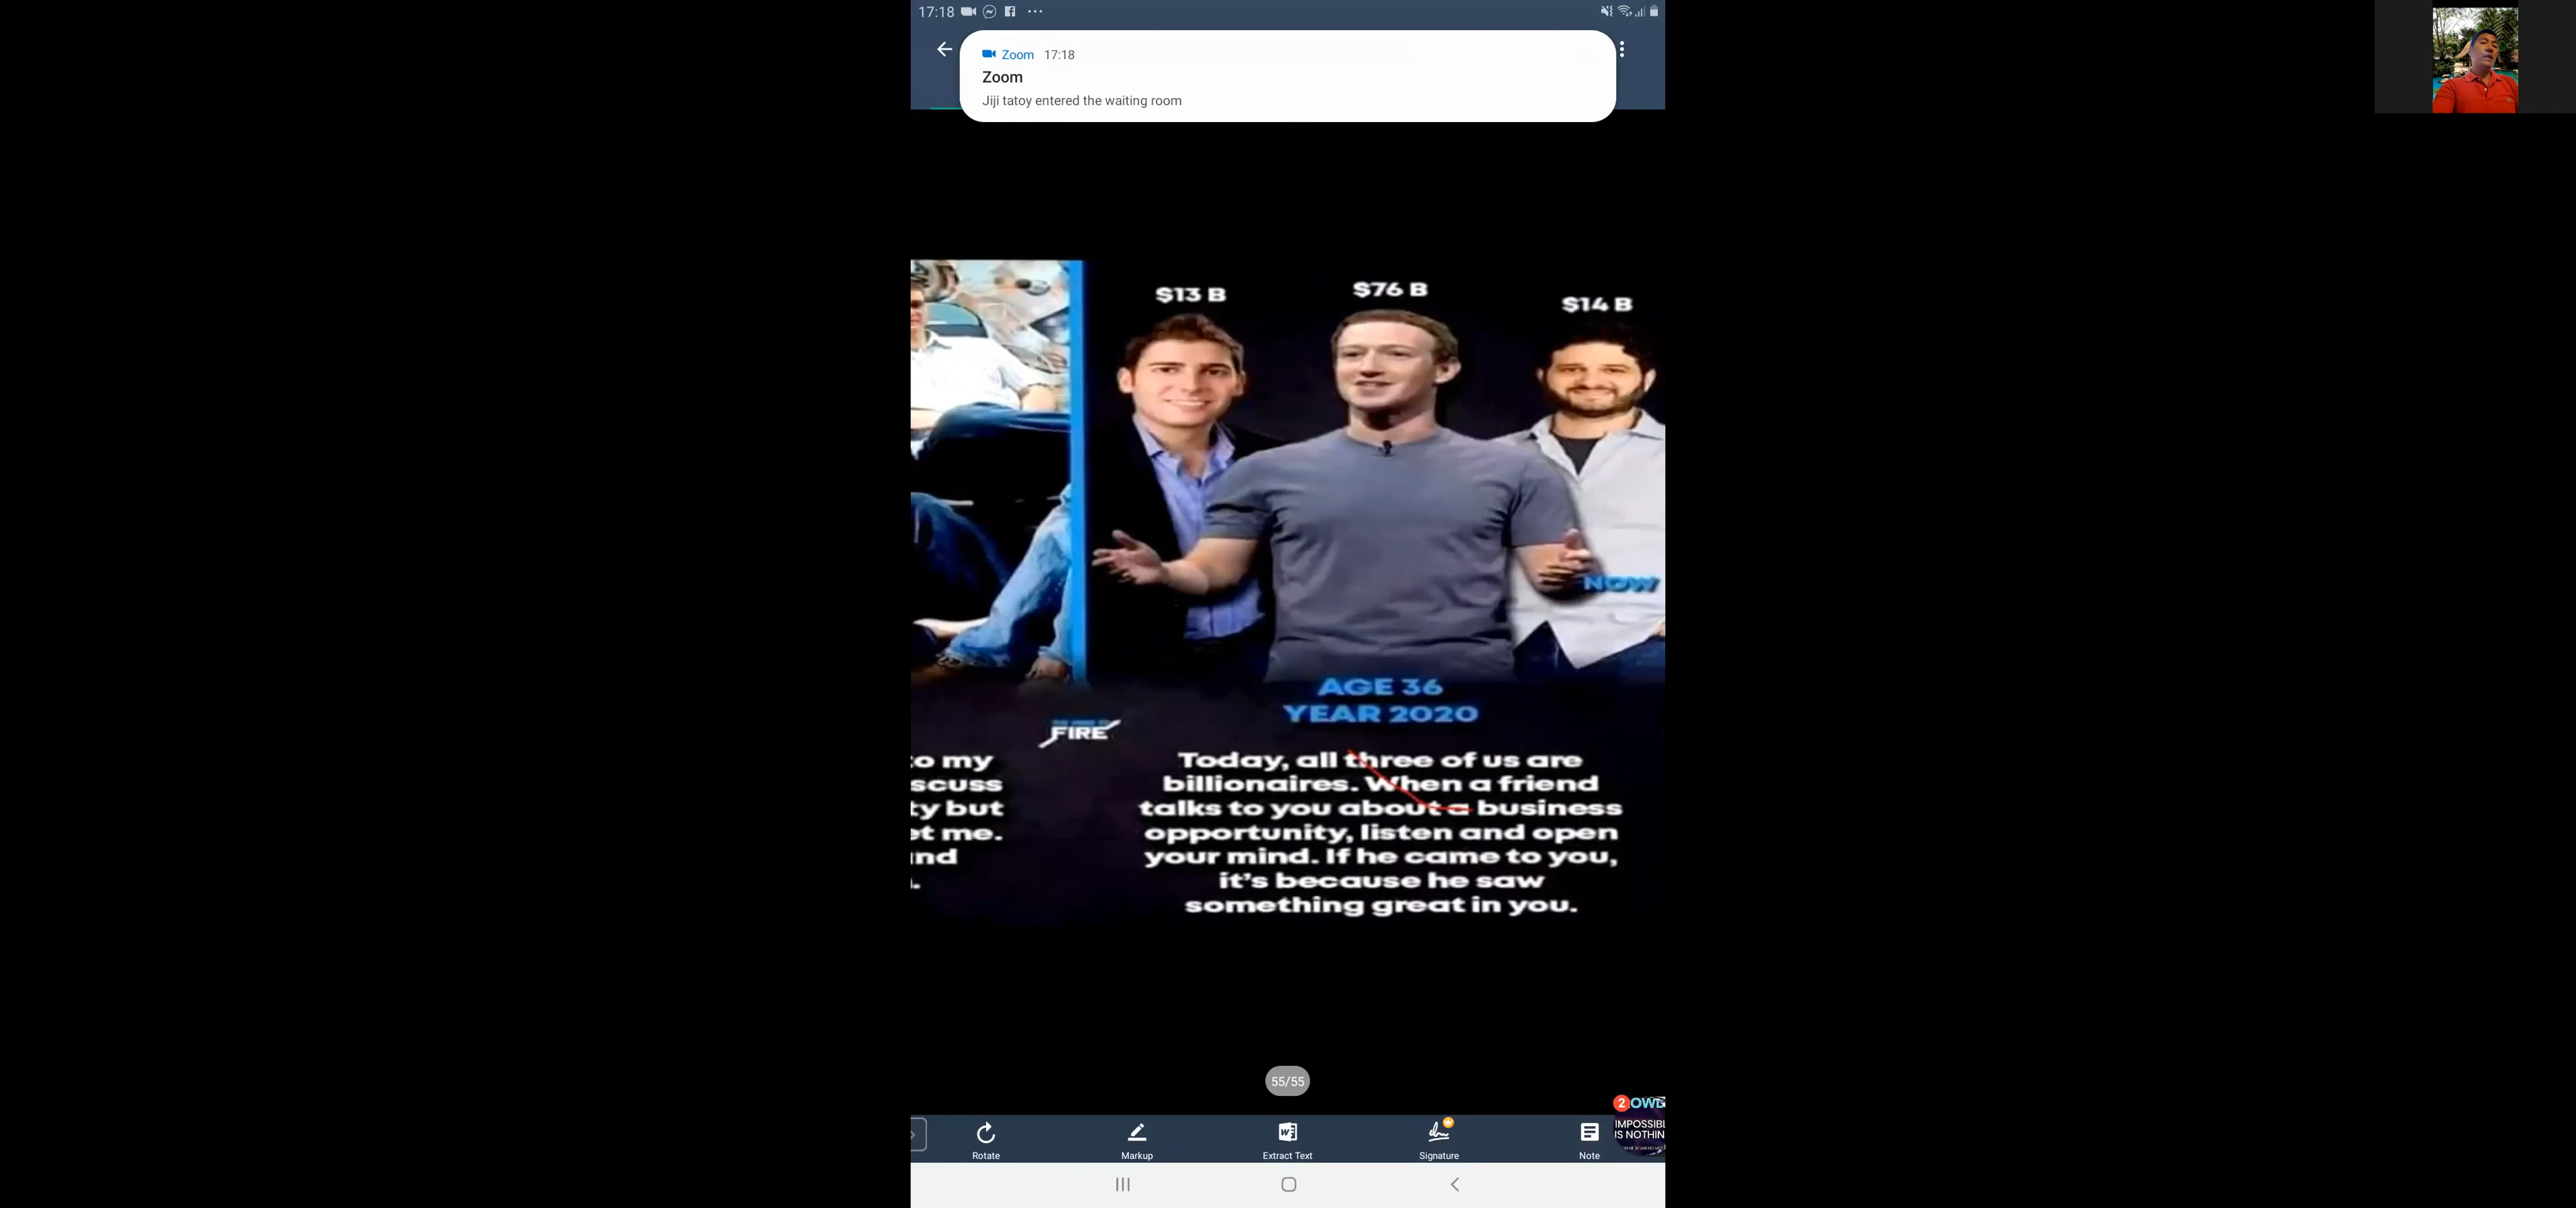 17:18
Zoom 17:18
Zoom
Jiji tatoy entered the waiting room
$13 B
$76 B
$14 B
NOW
AGE 36
YEAR 2020
FIRE
o my
scuss
ty but
et me.
nd
Today, all three of us are
billionaires. When a friend
talks to you about a business
opportunity, listen and open
your mind. If he came to you,
it's because he saw
something great in you.
55/55
2
IMPOSSIBL
IS NOTHIN
Rotate
Markup
Extract Text
Signature
Note